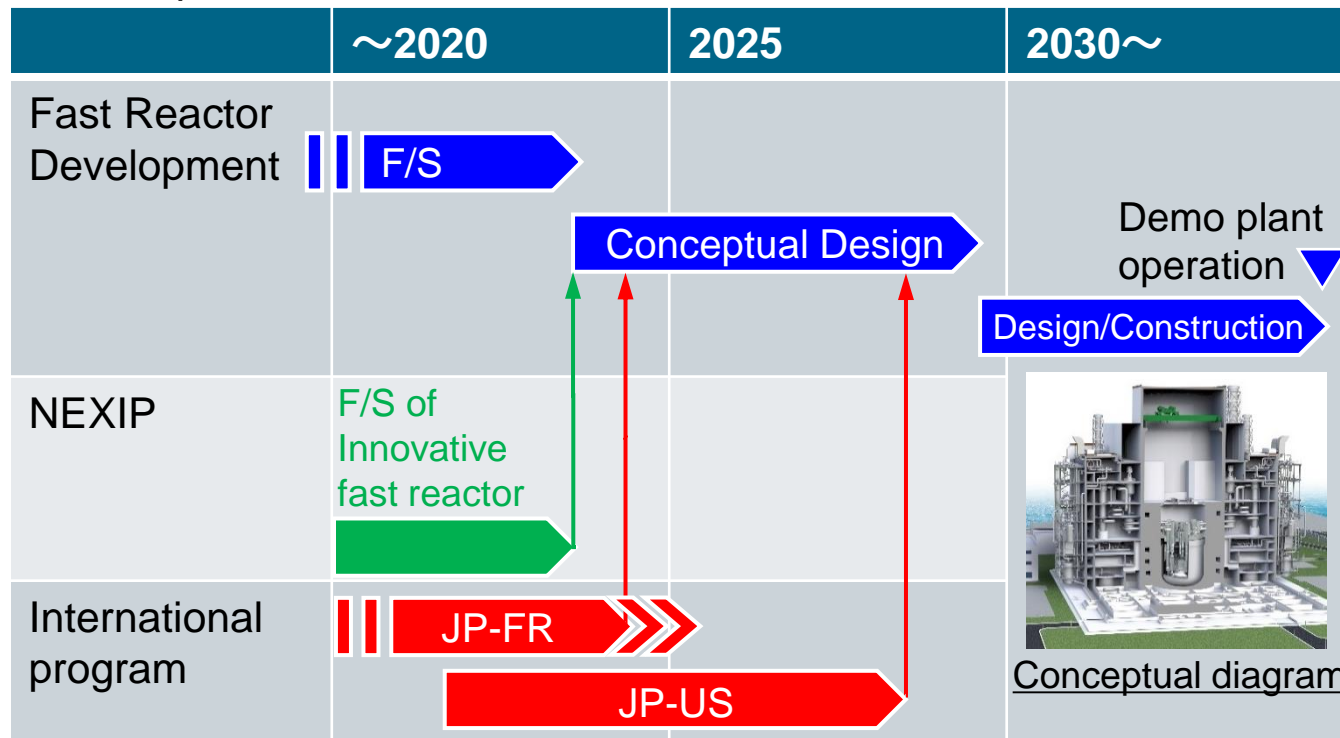 ～2020
2025
2030～
Fast Reactor
Development
F/S
Conceptual Design
Demo plant
operation
Design/Construction
NEXIP
F/S of
Innovative
fast reactor
International
program
JP-FR
JP-US
Conceptual diagram